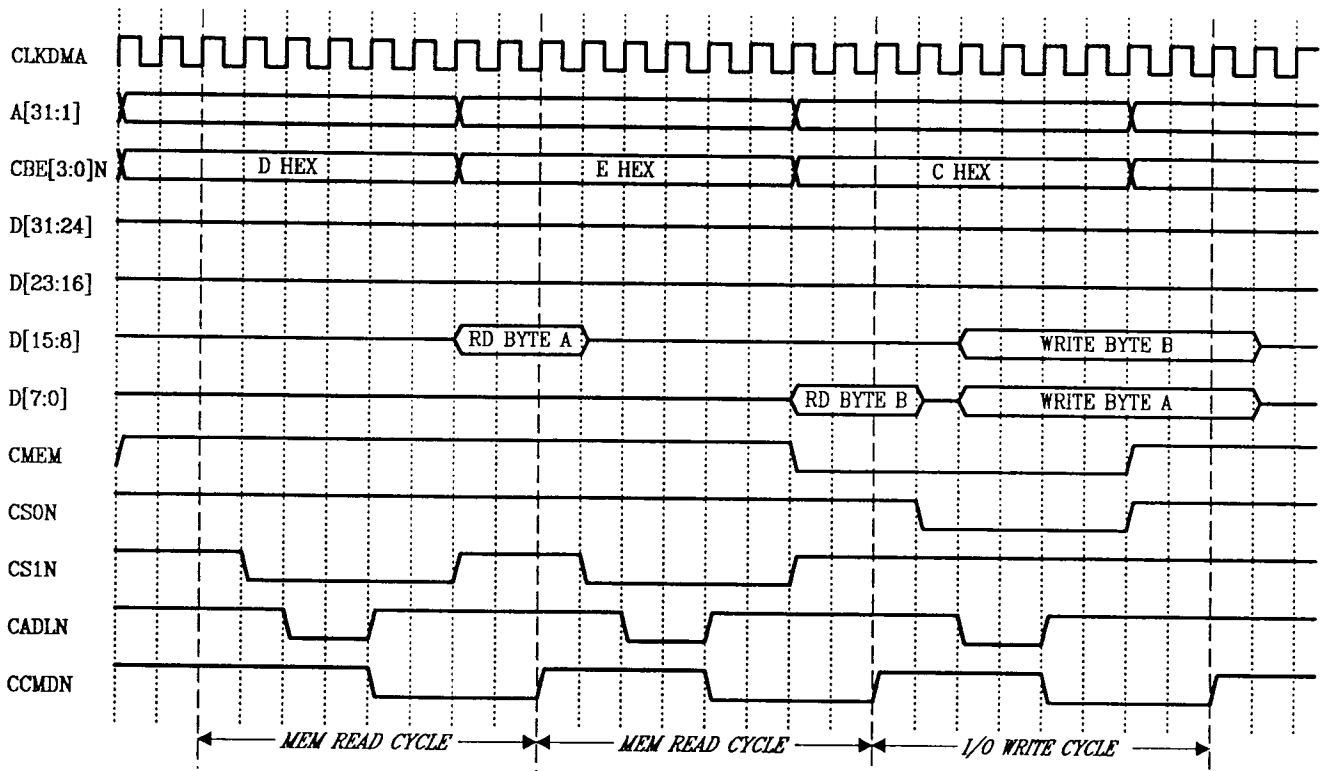 CLKDMA
A[31:1]
CBE[3:0]N D HEX E HEX C HEX
D[31:24]
D[23:16]
D[15:8] RD BYTE A WRITE BYTE B
D[7:0] RD BYTE B WRITE BYTE A
CMEM
CS0N
CS1N
CADLN
CCMDN
MEM READ CYCLE MEM READ CYCLE I/O WRITE CYCLE